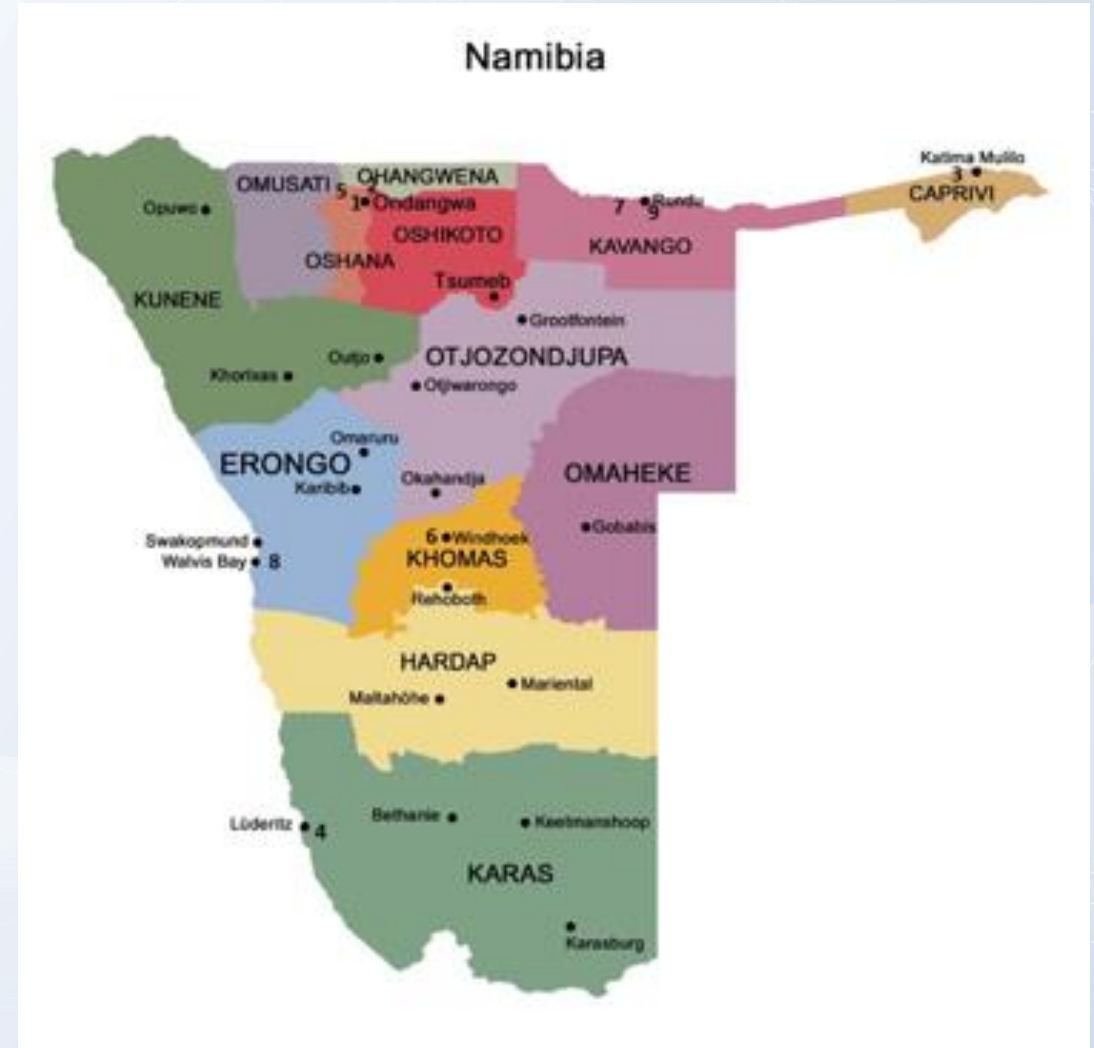 Namibia
Katima Mulilo
3
CAPRIVI
OMUSATI
5
2
OHANGWENA
Opuwo
1
Ondangwa
7
Rundu
9
OSHIKOTO
KAVANGO
OSHANA
Tsumeb
KUNENE
Grootfontein
Outjo
OTJOZONDJUPA
Khorixas
Otjiwarongo
Omaruru
ERONGO
OMAHEKE
Karibib
Okahandja
Gobabis
Swakopmund
6
Windhoek
Walvis Bay
8
KHOMAS
Rehoboth
HARDAP
Mariental
Maltahöhe
Bethanie
Keetmanshoop
Lüderitz
4
KARAS
Karasburg